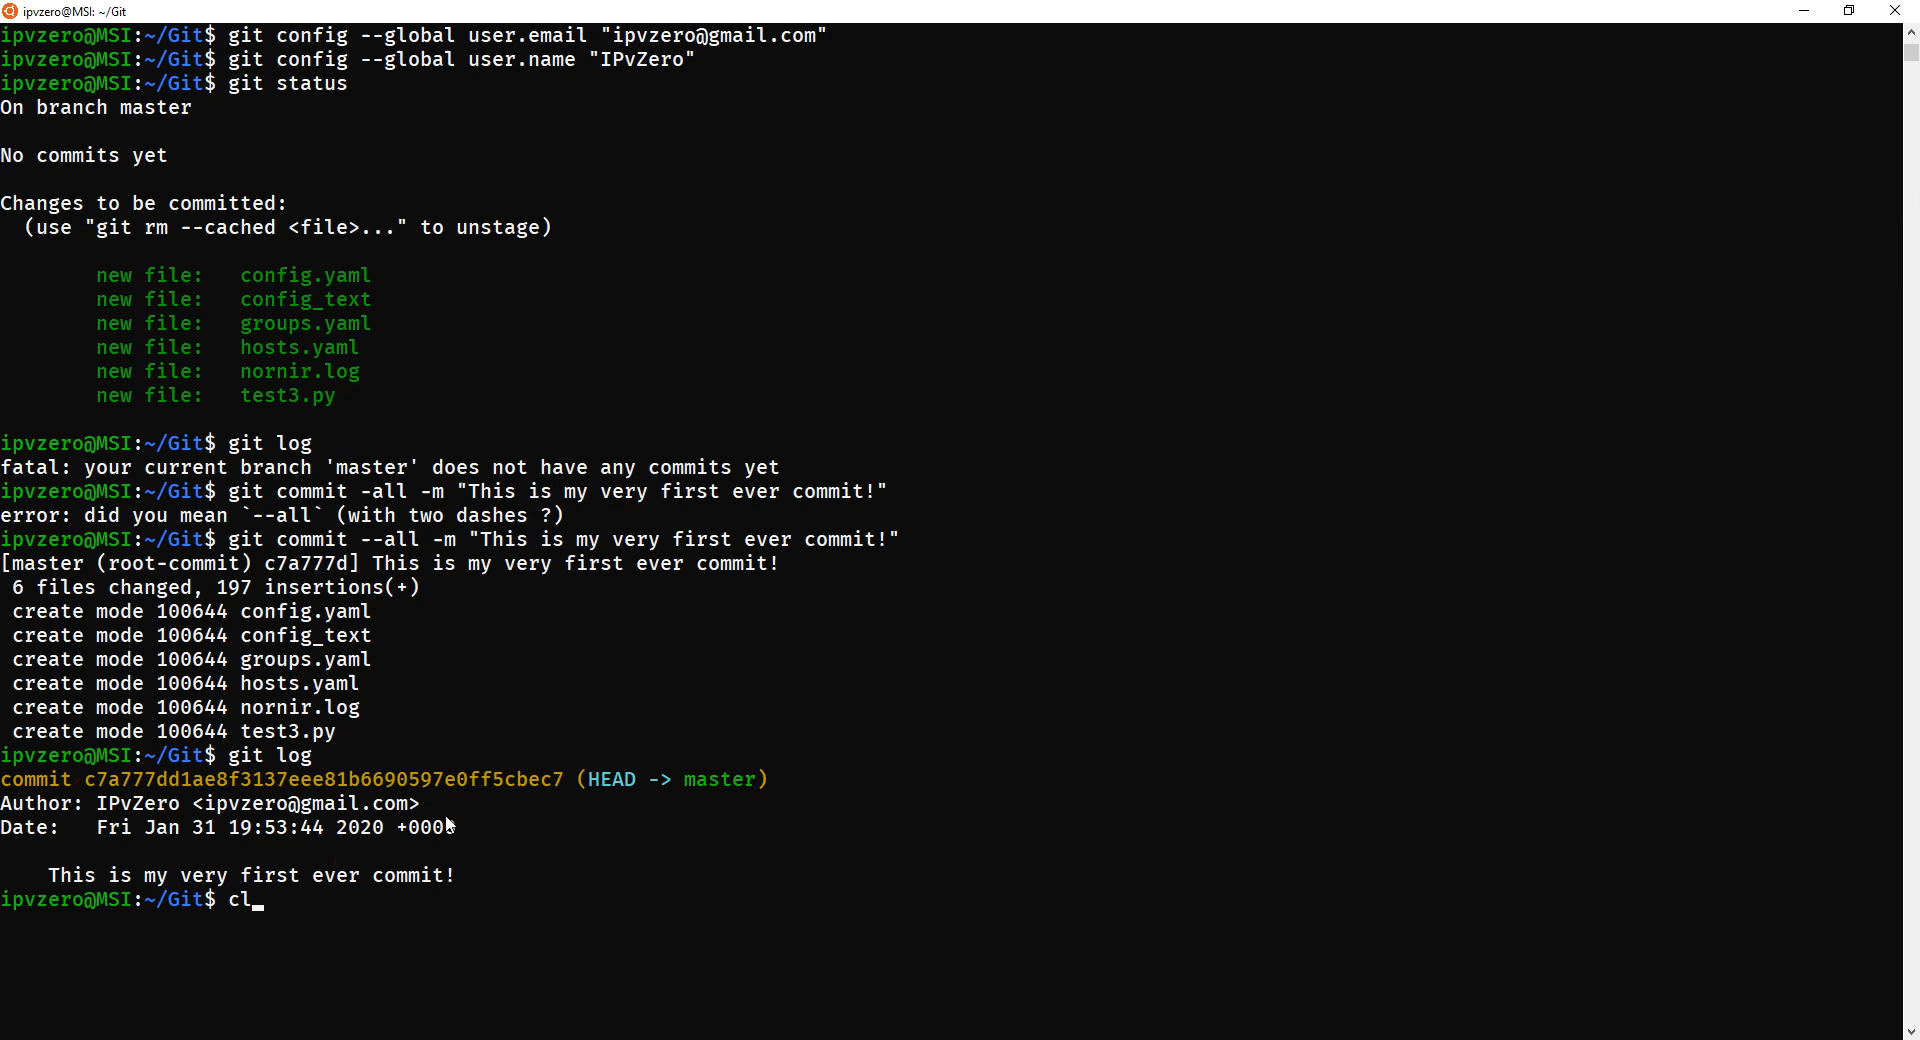 ipvzero@MSI: ~/Git
ipvzero@MSI:~/Git$ git config --global user.email "ipvzero@gmail.com"
ipvzero@MSI:~/Git$ git config --global user.name "IPvZero"
ipvzero@MSI:~/Git$ git status
On branch master
No commits yet
Changes to be committed:
  (use "git rm --cached <file>..." to unstage)
        new file:   config.yaml
        new file:   config_text
        new file:   groups.yaml
        new file:   hosts.yaml
        new file:   nornir.log
        new file:   test3.py
ipvzero@MSI:~/Git$ git log
fatal: your current branch 'master' does not have any commits yet
ipvzero@MSI:~/Git$ git commit -all -m "This is my very first ever commit!"
error: did you mean `--all` (with two dashes ?)
ipvzero@MSI:~/Git$ git commit --all -m "This is my very first ever commit!"
[master (root-commit) c7a777d] This is my very first ever commit!
 6 files changed, 197 insertions(+)
 create mode 100644 config.yaml
 create mode 100644 config_text
 create mode 100644 groups.yaml
 create mode 100644 hosts.yaml
 create mode 100644 nornir.log
 create mode 100644 test3.py
ipvzero@MSI:~/Git$ git log
commit c7a777dd1ae8f3137eee81b6690597e0ff5cbec7 (HEAD -> master)
Author: IPvZero <ipvzero@gmail.com>
Date:   Fri Jan 31 19:53:44 2020 +0000
    This is my very first ever commit!
ipvzero@MSI:~/Git$ cl_